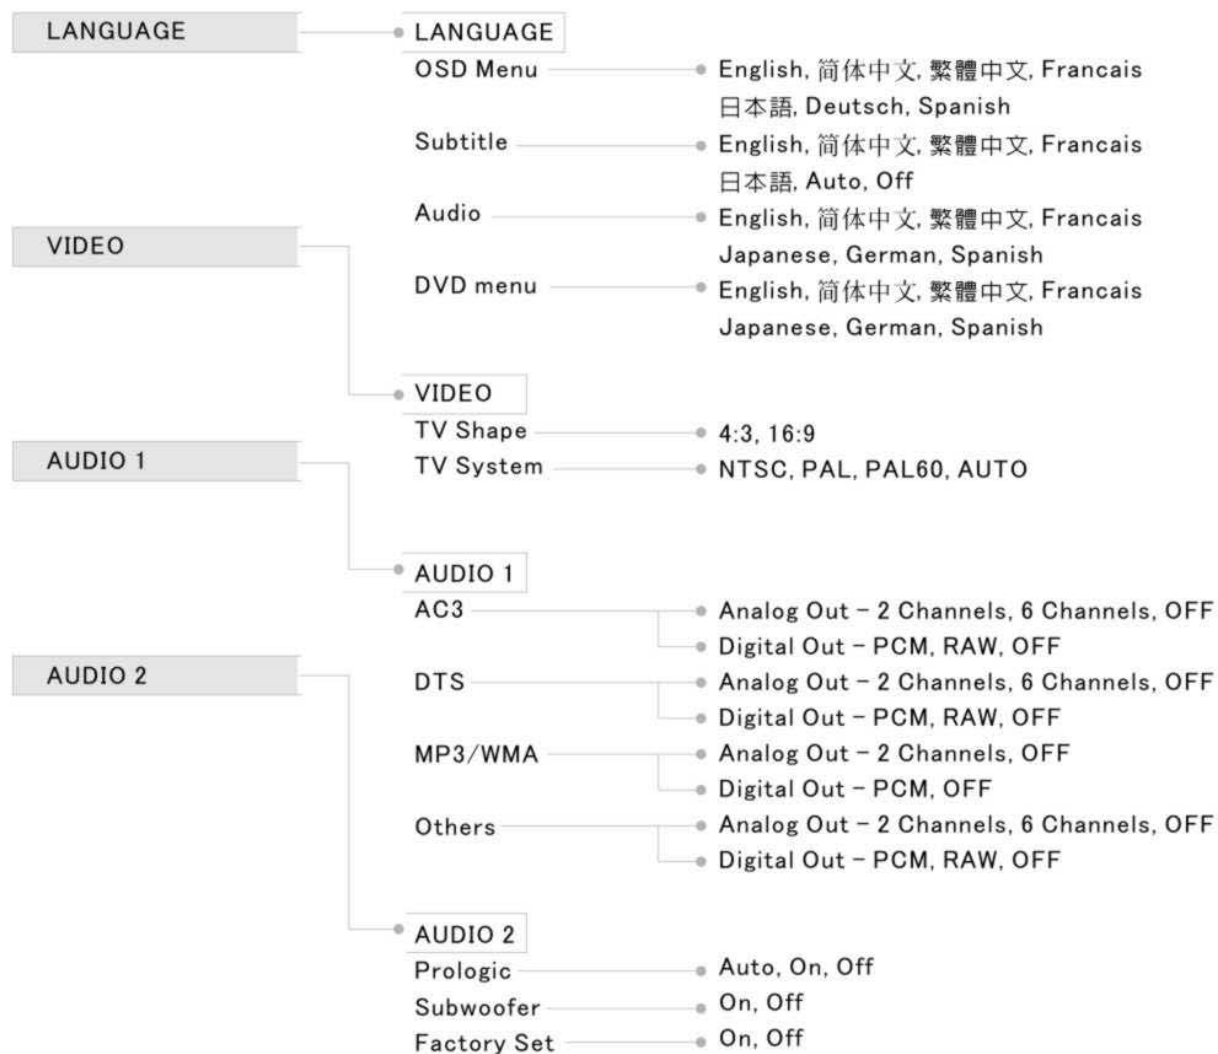 LANGUAGE
LANGUAGE
OSD Menu
English, 简体中文, 繁體中文, Francais
日本語, Deutsch, Spanish
Subtitle
English, 简体中文, 繁體中文, Francais
日本語, Auto, Off
Audio
English, 简体中文, 繁體中文, Francais
Japanese, German, Spanish
DVD menu
English, 简体中文, 繁體中文, Francais
Japanese, German, Spanish
VIDEO
VIDEO
TV Shape
4:3, 16:9
TV System
NTSC, PAL, PAL60, AUTO
AUDIO 1
AUDIO 1
AC3
Analog Out - 2 Channels, 6 Channels, OFF
Digital Out - PCM, RAW, OFF
DTS
Analog Out - 2 Channels, 6 Channels, OFF
Digital Out - PCM, RAW, OFF
MP3/WMA
Analog Out - 2 Channels, OFF
Digital Out - PCM, OFF
Others
Analog Out - 2 Channels, 6 Channels, OFF
Digital Out - PCM, RAW, OFF
AUDIO 2
AUDIO 2
Prologic
Auto, On, Off
Subwoofer
On, Off
Factory Set
On, Off